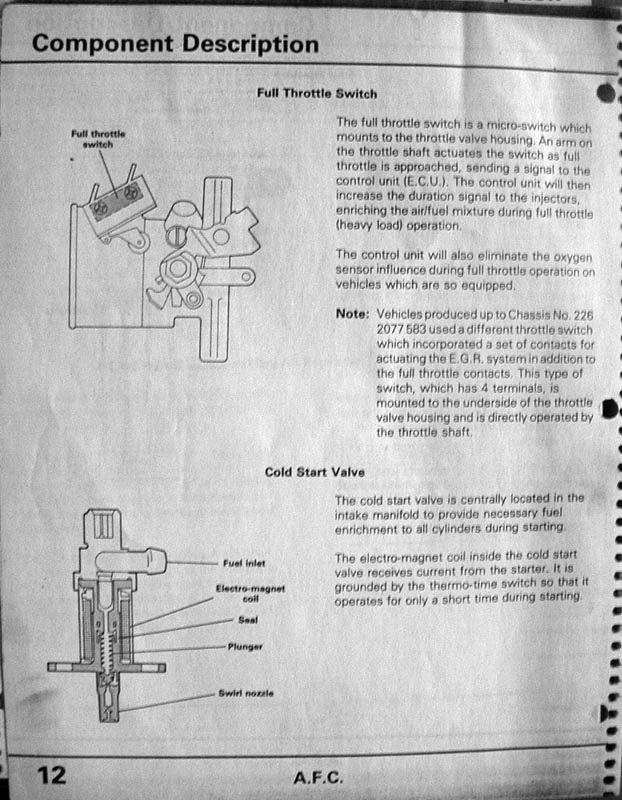 Component Description
Full Throttle Switch
Full throttle
switch
The full throttle switch is a micro-switch which
mounts to the throttle valve housing. An arm on
the throttle shaft actuates the switch as full
throttle is approached, sending a signal to the
control unit (E.C.U.). The control unit will then
increase the duration signal to the injectors,
enriching the air/fuel mixture during full throttle
(heavy load) operation.
The control unit will also eliminate the oxygen
sensor influence during full throttle operation on
vehicles which are so equipped.
Note: Vehicles produced up to Chassis No. 226
2077 583 used a different throttle switch
which incorporated a set of contacts for
actuating the E.G.R. system in addition to
the full throttle contacts. This type of
switch, which has 4 terminals, is
mounted to the underside of the throttle
valve housing and is directly operated by
the throttle shaft.
Cold Start Valve
The cold start valve is centrally located in the
intake manifold to provide necessary fuel
enrichment to all cylinders during starting.
The electro-magnet coil inside the cold start
valve receives current from the starter. It is
grounded by the thermo-time switch so that it
operates for only a short time during starting.
Fuel inlet
Electro-magnet
coil
Seal
Plunger
Swirl nozzle
12
A.F.C.